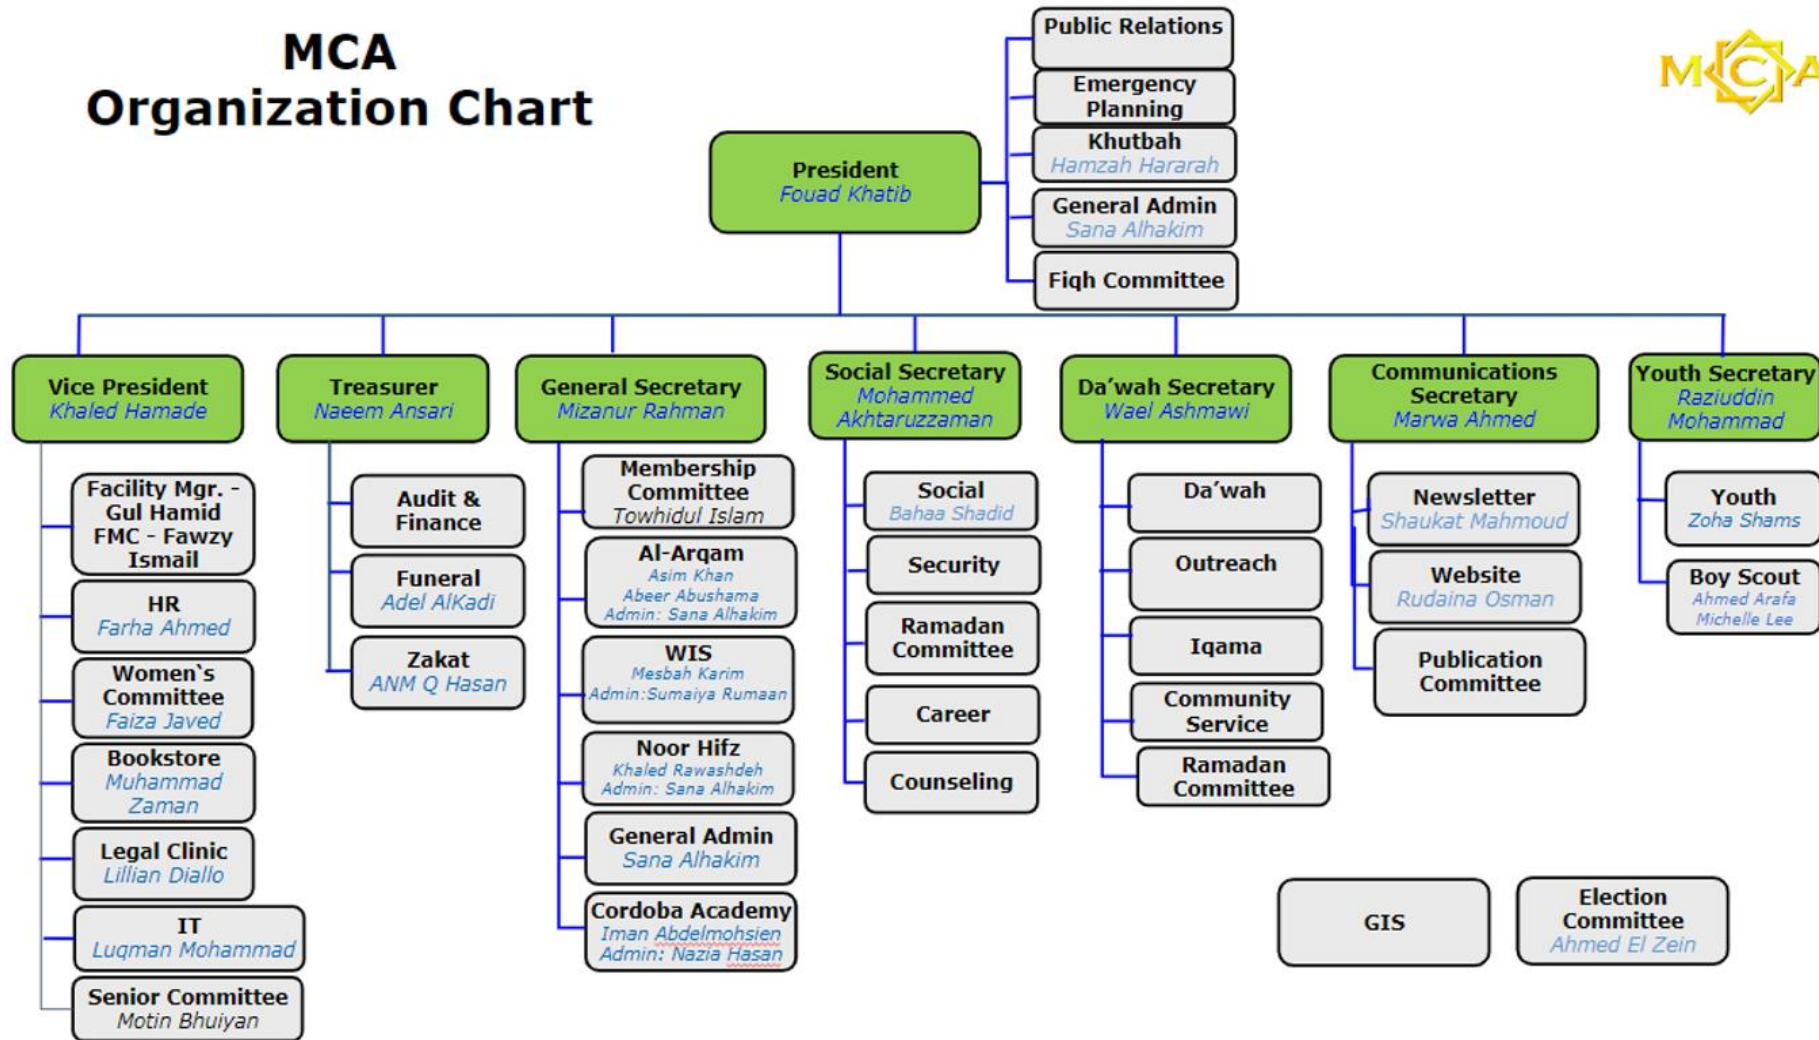 MCA
Organization Chart
MCA
Public Relations
Emergency
Planning
Khutbah
Hamzah Hararah
General Admin
Sana Alhakim
Fiqh Committee
President
Fouad Khatib
Vice President
Khaled Hamade
Facility Mgr. -
Gul Hamid
FMC - Fawzy
Ismail
HR
Farha Ahmed
Women`s
Committee
Faiza Javed
Bookstore
Muhammad
Zaman
Legal Clinic
Lillian Diallo
IT
Luqman Mohammad
Senior Committee
Motin Bhuiyan
Treasurer
Naeem Ansari
Audit &
Finance
Funeral
Adel AlKadi
Zakat
ANM Q Hasan
General Secretary
Mizanur Rahman
Membership
Committee
Towhidul Islam
Al-Arqam
Asim Khan
Abeer Abushama
Admin: Sana Alhakim
WIS
Mesbah Karim
Admin:Sumaiya Rumaan
Noor Hifz
Khaled Rawashdeh
Admin: Sana Alhakim
General Admin
Sana Alhakim
Cordoba Academy
Iman Abdelmohsien
Admin: Nazia Hasan
Social Secretary
Mohammed
Akhtaruzzaman
Social
Bahaa Shadid
Security
Ramadan
Committee
Career
Counseling
Da’wah Secretary
Wael Ashmawi
Da’wah
Outreach
Iqama
Community
Service
Ramadan
Committee
Communications
Secretary
Marwa Ahmed
Newsletter
Shaukat Mahmoud
Website
Rudaina Osman
Publication
Committee
Youth Secretary
Raziuddin
Mohammad
Youth
Zoha Shams
Boy Scout
Ahmed Arafa
Michelle Lee
GIS
Election
Committee
Ahmed El Zein